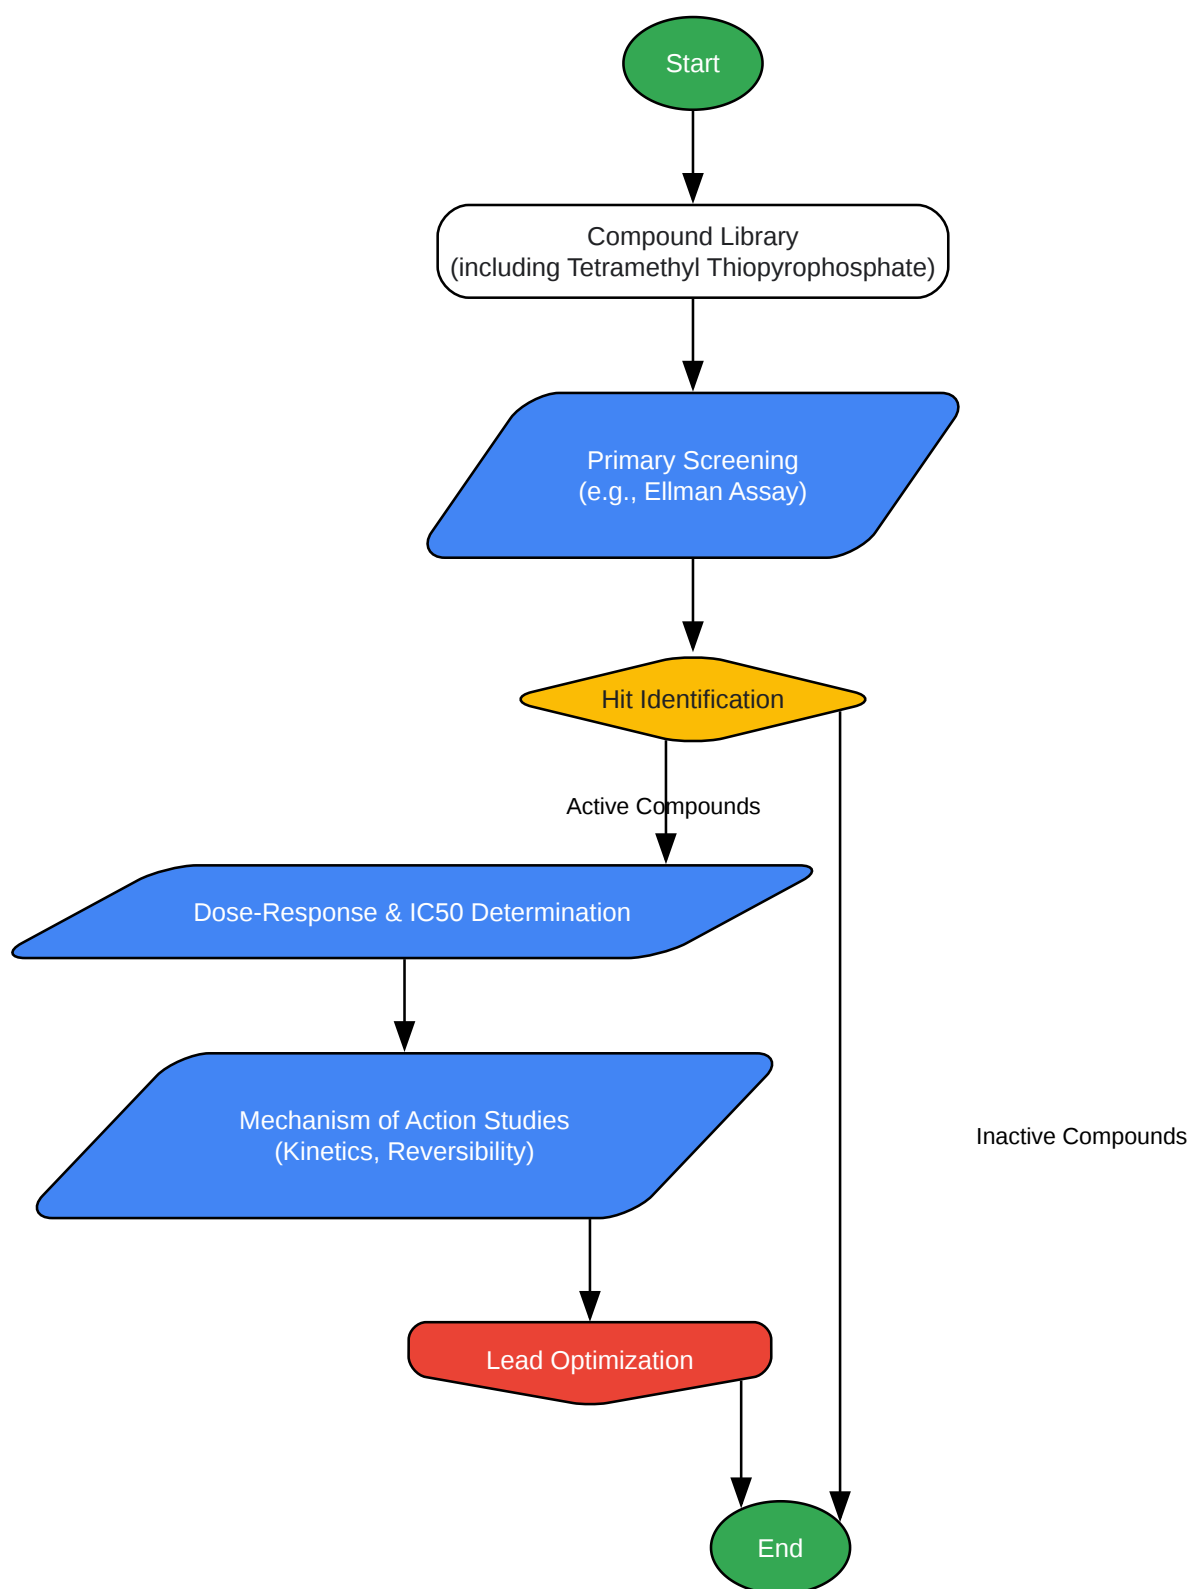 Start
Compound Library
(including Tetramethyl Thiopyrophosphate)
Primary Screening
(e.g., Ellman Assay)
Hit Identification
Active Compounds
Dose-Response & IC50 Determination
Mechanism of Action Studies
(Kinetics, Reversibility)
Inactive Compounds
Lead Optimization
End